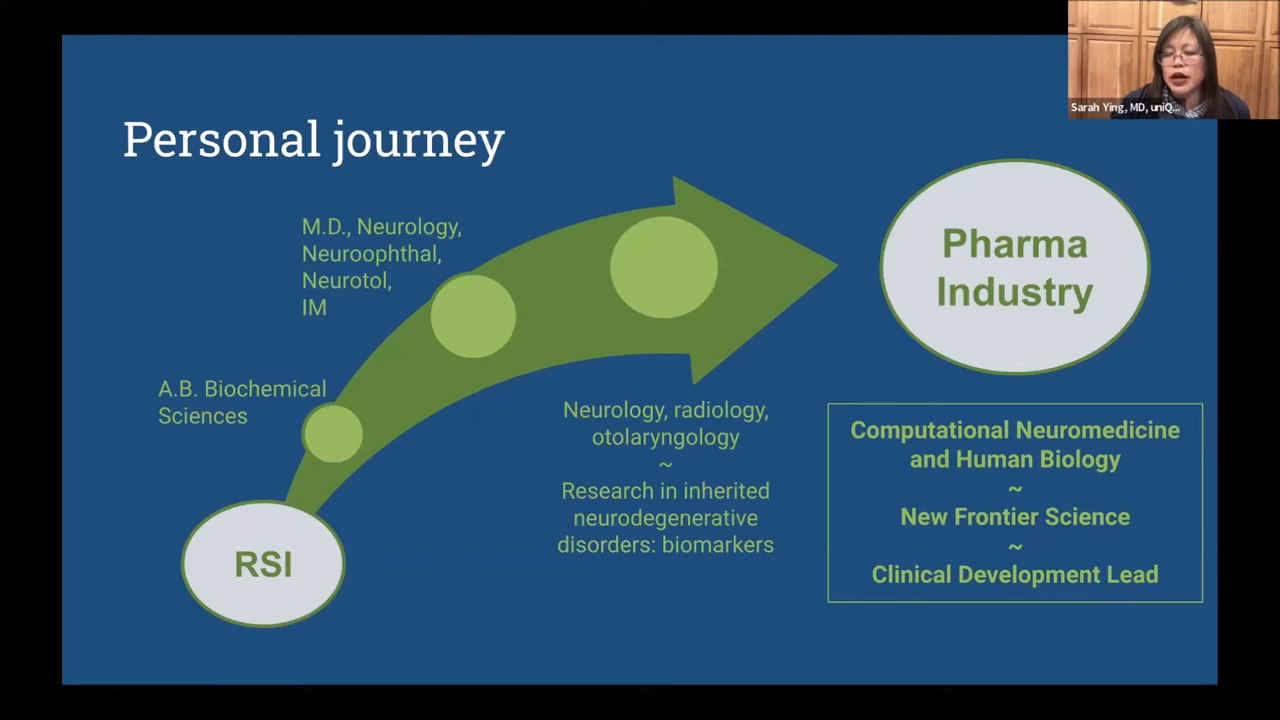 Sarah Ying, MD, uniQ...
Personal journey
M.D., Neurology,
Neuroophthal,
Neurotol,
IM
A.B. Biochemical
Sciences
RSI
Neurology, radiology,
otolaryngology
~
Research in inherited
neurodegenerative
disorders: biomarkers
Pharma
Industry
Computational Neuromedicine
and Human Biology
~
New Frontier Science
~
Clinical Development Lead